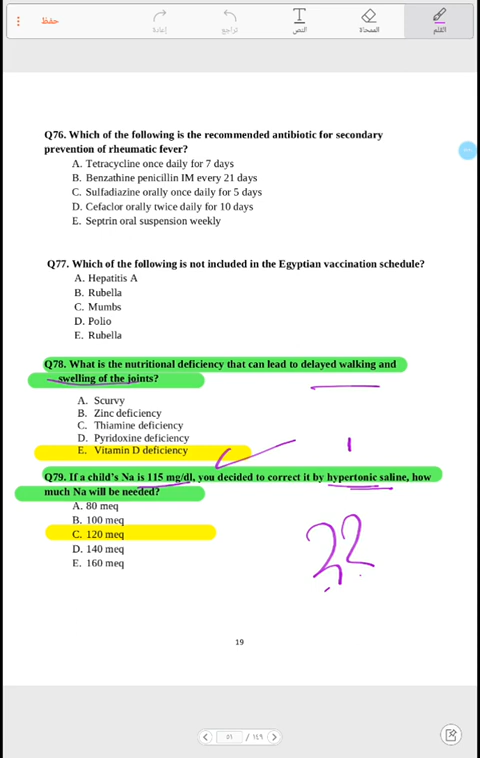 حفظ
إعادة
تراجع
النص
الممحاة
القلم
Q76. Which of the following is the recommended antibiotic for secondary
prevention of rheumatic fever?
A. Tetracycline once daily for 7 days
B. Benzathine penicillin IM every 21 days
C. Sulfadiazine orally once daily for 5 days
D. Cefaclor orally twice daily for 10 days
E. Septrin oral suspension weekly
Q77. Which of the following is not included in the Egyptian vaccination schedule?
A. Hepatitis A
B. Rubella
C. Mumbs
D. Polio
E. Rubella
Q78. What is the nutritional deficiency that can lead to delayed walking and
swelling of the joints?
A. Scurvy
B. Zinc deficiency
C. Thiamine deficiency
D. Pyridoxine deficiency
E. Vitamin D deficiency
Q79. If a child's Na is 115 mg/dl, you decided to correct it by hypertonic saline, how
much Na will be needed?
A. 80 meq
B. 100 meq
C. 120 meq
D. 140 meq
E. 160 meq
19
٥١ / ١٤٩